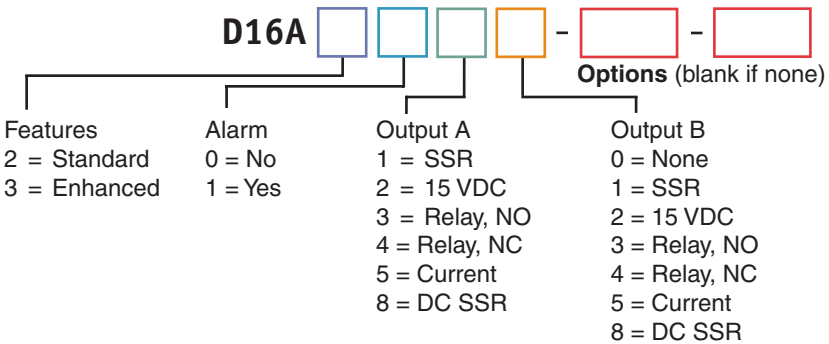 D16A - -
Options (blank if none)
Features
2 = Standard
3 = Enhanced
Alarm
0 = No
1 = Yes
Output A
1 = SSR
2 = 15 VDC
3 = Relay, NO
4 = Relay, NC
5 = Current
8 = DC SSR
Output B
0 = None
1 = SSR
2 = 15 VDC
3 = Relay, NO
4 = Relay, NC
5 = Current
8 = DC SSR